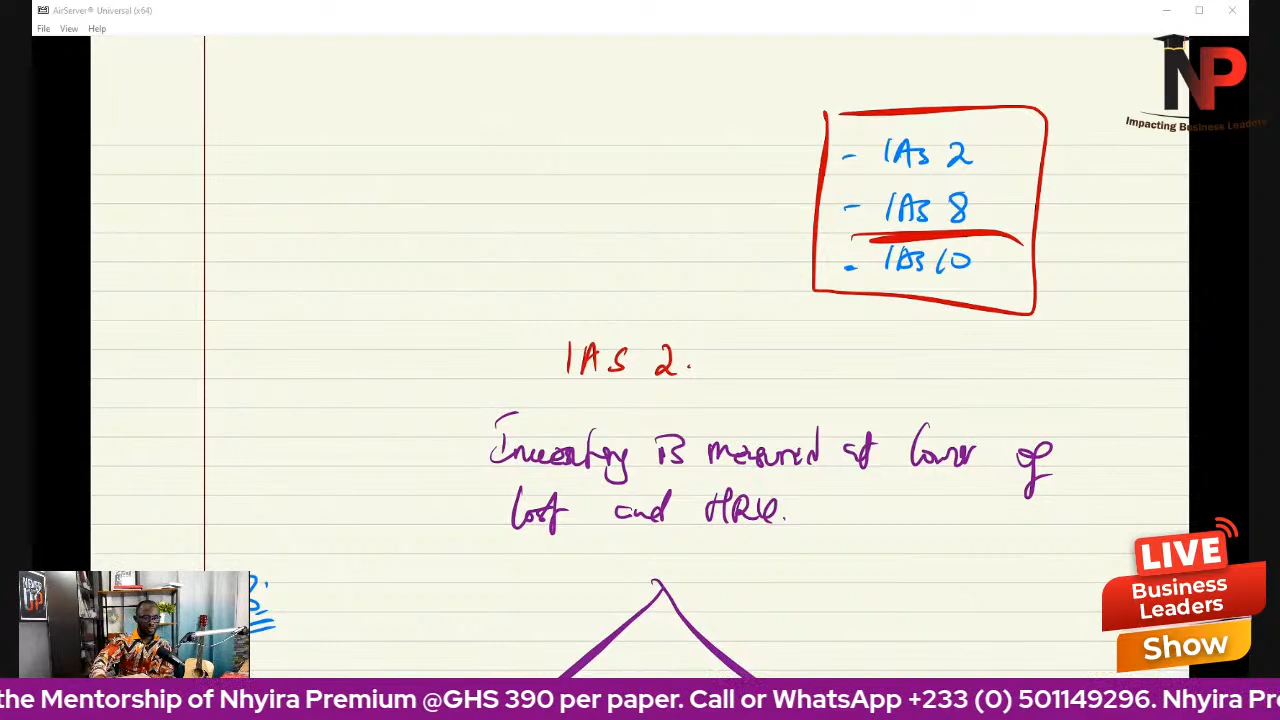 AirServer® Universal (x64)
File View Help
NP
Impacting Business Leaders
- IAS 2
- IAS 8
- IAS 10
IAS 2.
Inventory is measured at lower of
Cost and NRV.
LIVE
Business
Leaders
Show
the Mentorship of Nhyira Premium @GHS 390 per paper. Call or WhatsApp +233 (0) 501149296. Nhyira Pre